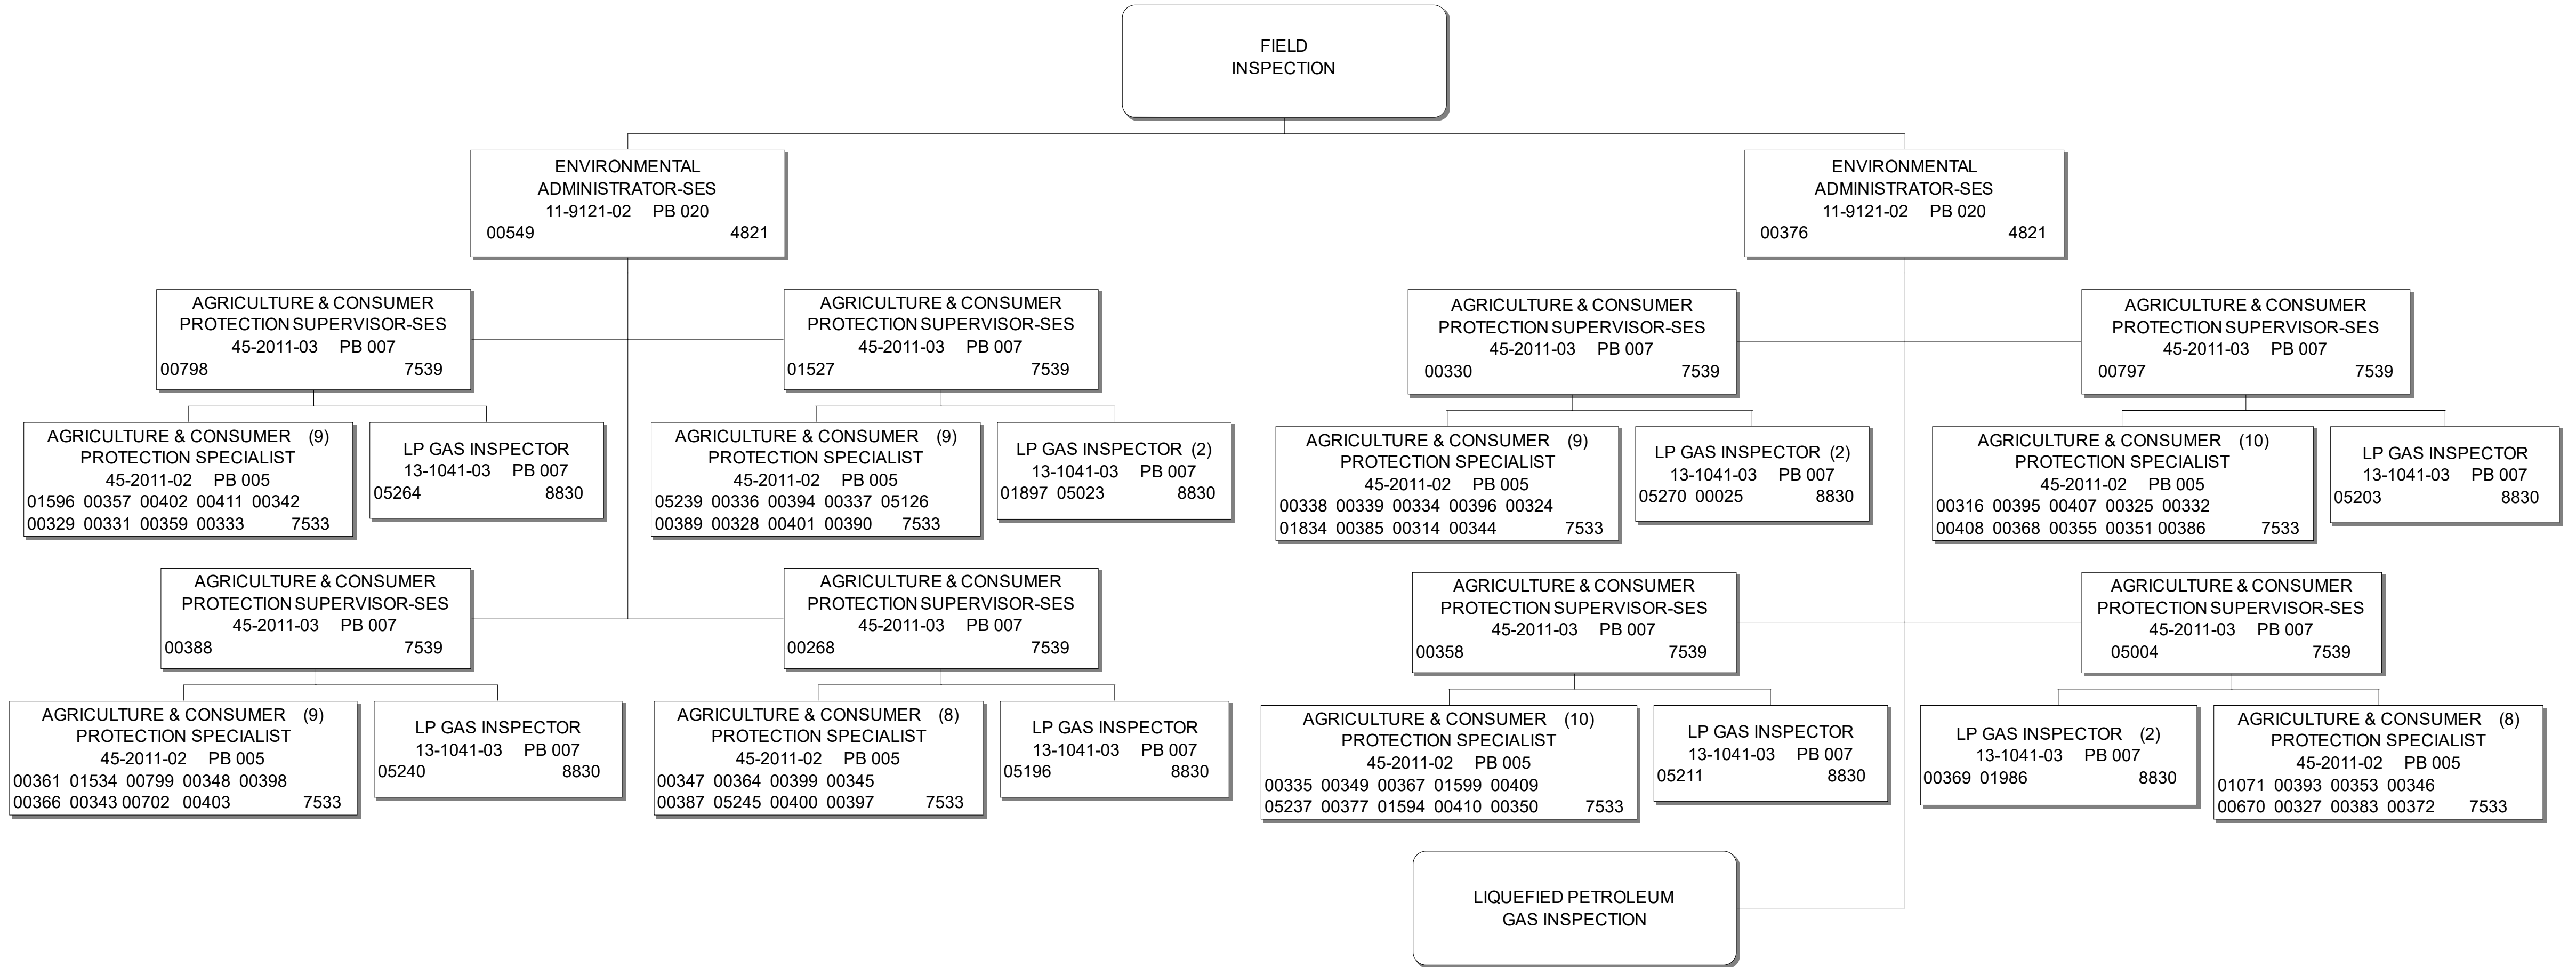 FIELD
INSPECTION
ENVIRONMENTAL
ADMINISTRATOR-SES
11-9121-02 PB 020
00549 4821
ENVIRONMENTAL
ADMINISTRATOR-SES
11-9121-02 PB 020
00376 4821
AGRICULTURE & CONSUMER
PROTECTION SUPERVISOR-SES
45-2011-03 PB 007
00798 7539
AGRICULTURE & CONSUMER
PROTECTION SUPERVISOR-SES
45-2011-03 PB 007
01527 7539
AGRICULTURE & CONSUMER
PROTECTION SUPERVISOR-SES
45-2011-03 PB 007
00330 7539
AGRICULTURE & CONSUMER
PROTECTION SUPERVISOR-SES
45-2011-03 PB 007
00797 7539
AGRICULTURE & CONSUMER (9)
PROTECTION SPECIALIST
45-2011-02 PB 005
01596 00357 00402 00411 00342
00329 00331 00359 00333 7533
LP GAS INSPECTOR
13-1041-03 PB 007
05264 8830
AGRICULTURE & CONSUMER (9)
PROTECTION SPECIALIST
45-2011-02 PB 005
05239 00336 00394 00337 05126
00389 00328 00401 00390 7533
LP GAS INSPECTOR (2)
13-1041-03 PB 007
01897 05023 8830
AGRICULTURE & CONSUMER (9)
PROTECTION SPECIALIST
45-2011-02 PB 005
00338 00339 00334 00396 00324
01834 00385 00314 00344 7533
LP GAS INSPECTOR (2)
13-1041-03 PB 007
05270 00025 8830
AGRICULTURE & CONSUMER (10)
PROTECTION SPECIALIST
45-2011-02 PB 005
00316 00395 00407 00325 00332
00408 00368 00355 00351 00386 7533
LP GAS INSPECTOR
13-1041-03 PB 007
05203 8830
AGRICULTURE & CONSUMER
PROTECTION SUPERVISOR-SES
45-2011-03 PB 007
00388 7539
AGRICULTURE & CONSUMER
PROTECTION SUPERVISOR-SES
45-2011-03 PB 007
00268 7539
AGRICULTURE & CONSUMER
PROTECTION SUPERVISOR-SES
45-2011-03 PB 007
00358 7539
AGRICULTURE & CONSUMER
PROTECTION SUPERVISOR-SES
45-2011-03 PB 007
05004 7539
AGRICULTURE & CONSUMER (9)
PROTECTION SPECIALIST
45-2011-02 PB 005
00361 01534 00799 00348 00398
00366 00343 00702 00403 7533
LP GAS INSPECTOR
13-1041-03 PB 007
05240 8830
AGRICULTURE & CONSUMER (8)
PROTECTION SPECIALIST
45-2011-02 PB 005
00347 00364 00399 00345
00387 05245 00400 00397 7533
LP GAS INSPECTOR
13-1041-03 PB 007
05196 8830
AGRICULTURE & CONSUMER (10)
PROTECTION SPECIALIST
45-2011-02 PB 005
00335 00349 00367 01599 00409
05237 00377 01594 00410 00350 7533
LP GAS INSPECTOR
13-1041-03 PB 007
05211 8830
LP GAS INSPECTOR (2)
13-1041-03 PB 007
00369 01986 8830
AGRICULTURE & CONSUMER (8)
PROTECTION SPECIALIST
45-2011-02 PB 005
01071 00393 00353 00346
00670 00327 00383 00372 7533
LIQUEFIED PETROLEUM
GAS INSPECTION